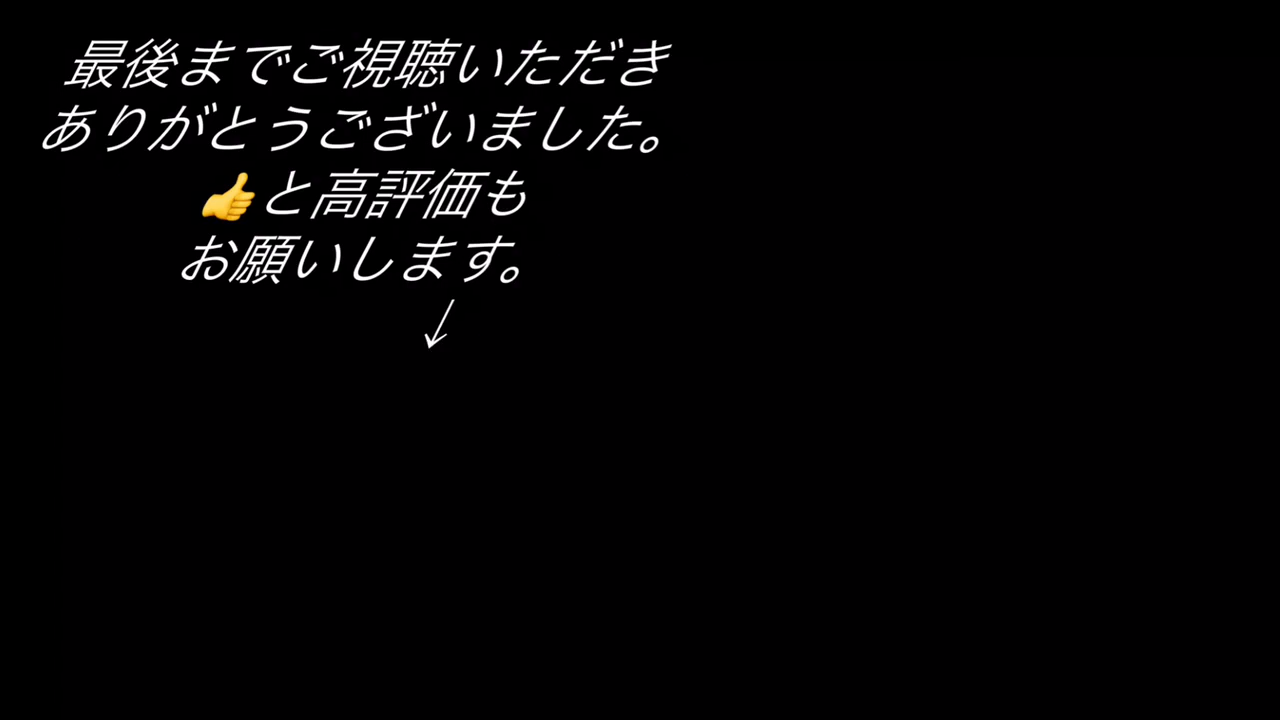 最後までご視聴いただき
ありがとうございました。
👍と高評価も
お願いします。
↓